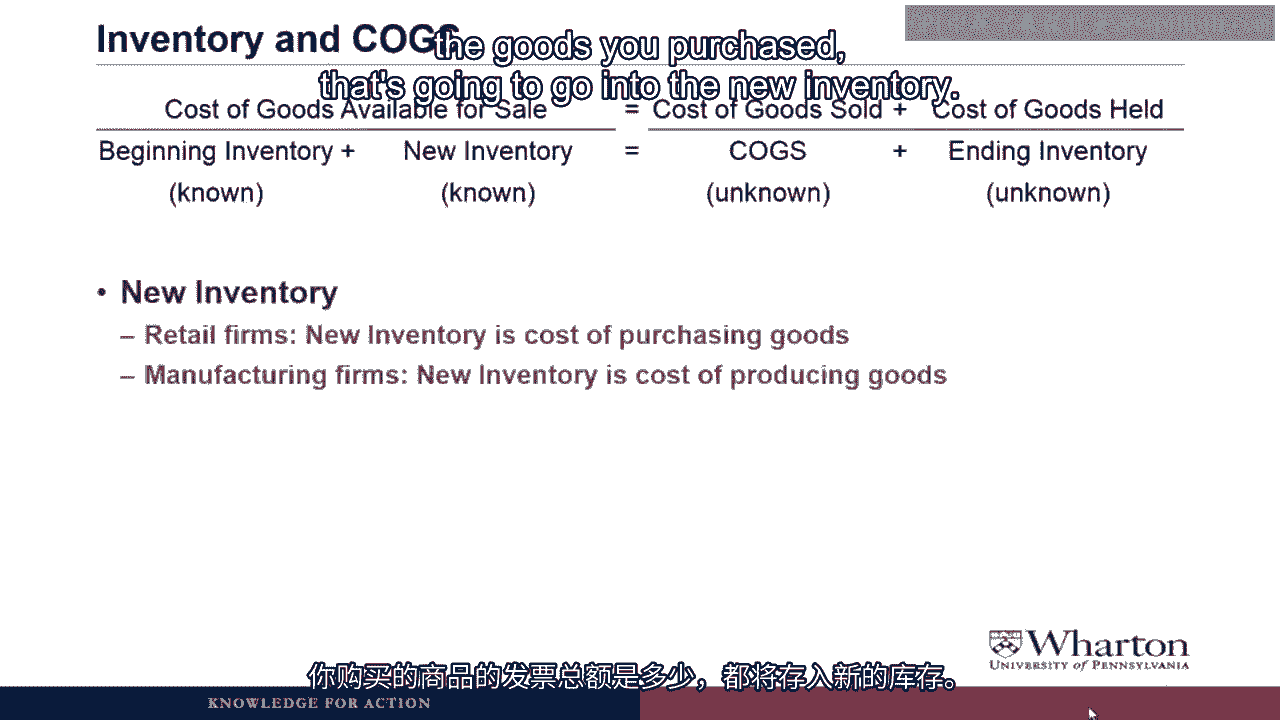 Inventory and COGS
the goods you purchased,
that's going to go into the new inventory.
Cost of Goods Available for Sale = Cost of Goods Sold + Cost of Goods Held
Beginning Inventory + New Inventory = COGS + Ending Inventory
(known) (known) (unknown) (unknown)
• New Inventory
– Retail firms: New Inventory is cost of purchasing goods
– Manufacturing firms: New Inventory is cost of producing goods
Wharton
UNIVERSITY of PENNSYLVANIA
你购买的商品的发票总额是多少，都将存入新的库存。
KNOWLEDGE FOR ACTION